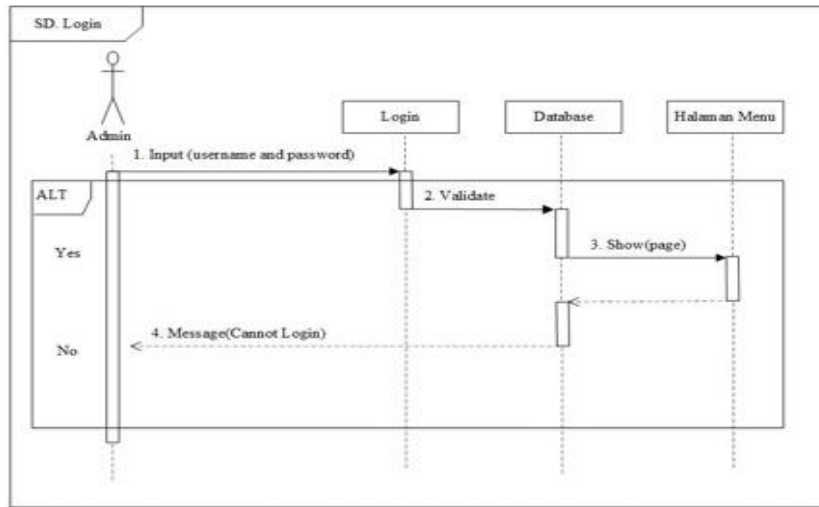 SD. Login
Admin
Login
Database
Halaman Menu
1. Input (username and password)
ALT
2. Validate
Yes
3. Show(page)
4. Message(Cannot Login)
No